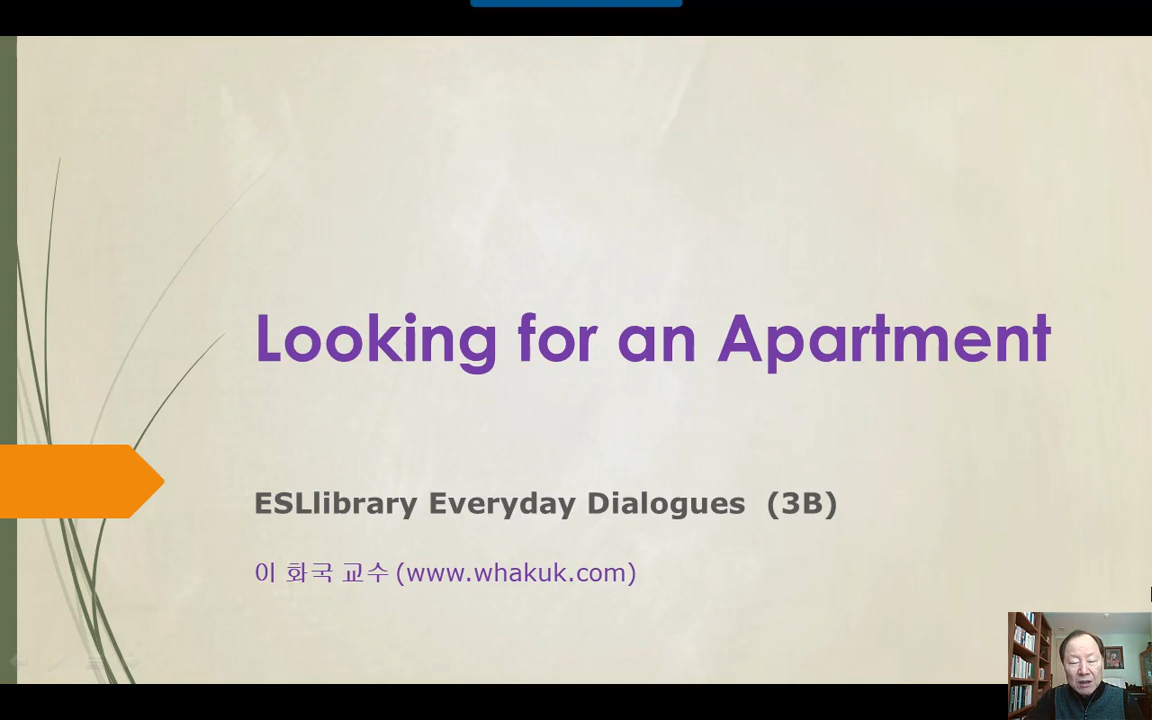 Looking for an Apartment
ESLlibrary Everyday Dialogues (3B)
이 화국 교수 (www.whakuk.com)